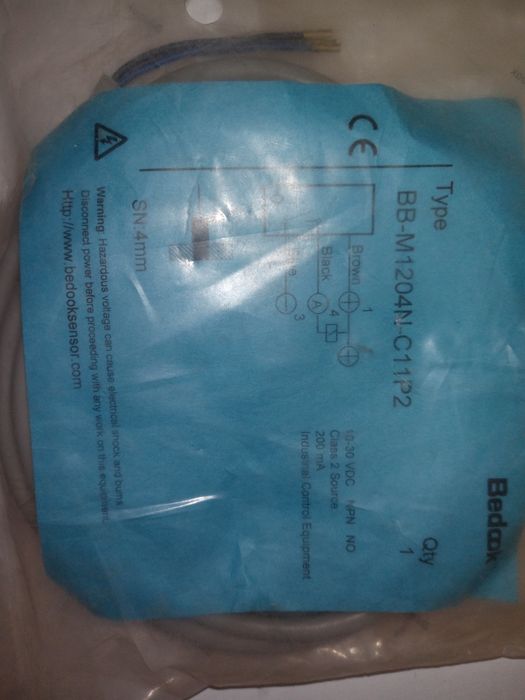 Bedook
Type
Qty
BB-M1204N-C11P2
1
CE
10-30 VDC NPN NO
Class 2 Source
200 mA
Industrial Control Equipment
Brown
1
Black
4
A
3
SN.4mm
Warning: Hazardous voltage can cause electrical shock and burns
Disconnect power before proceeding with any work on this equipment
Http://www.bedooksensor.com